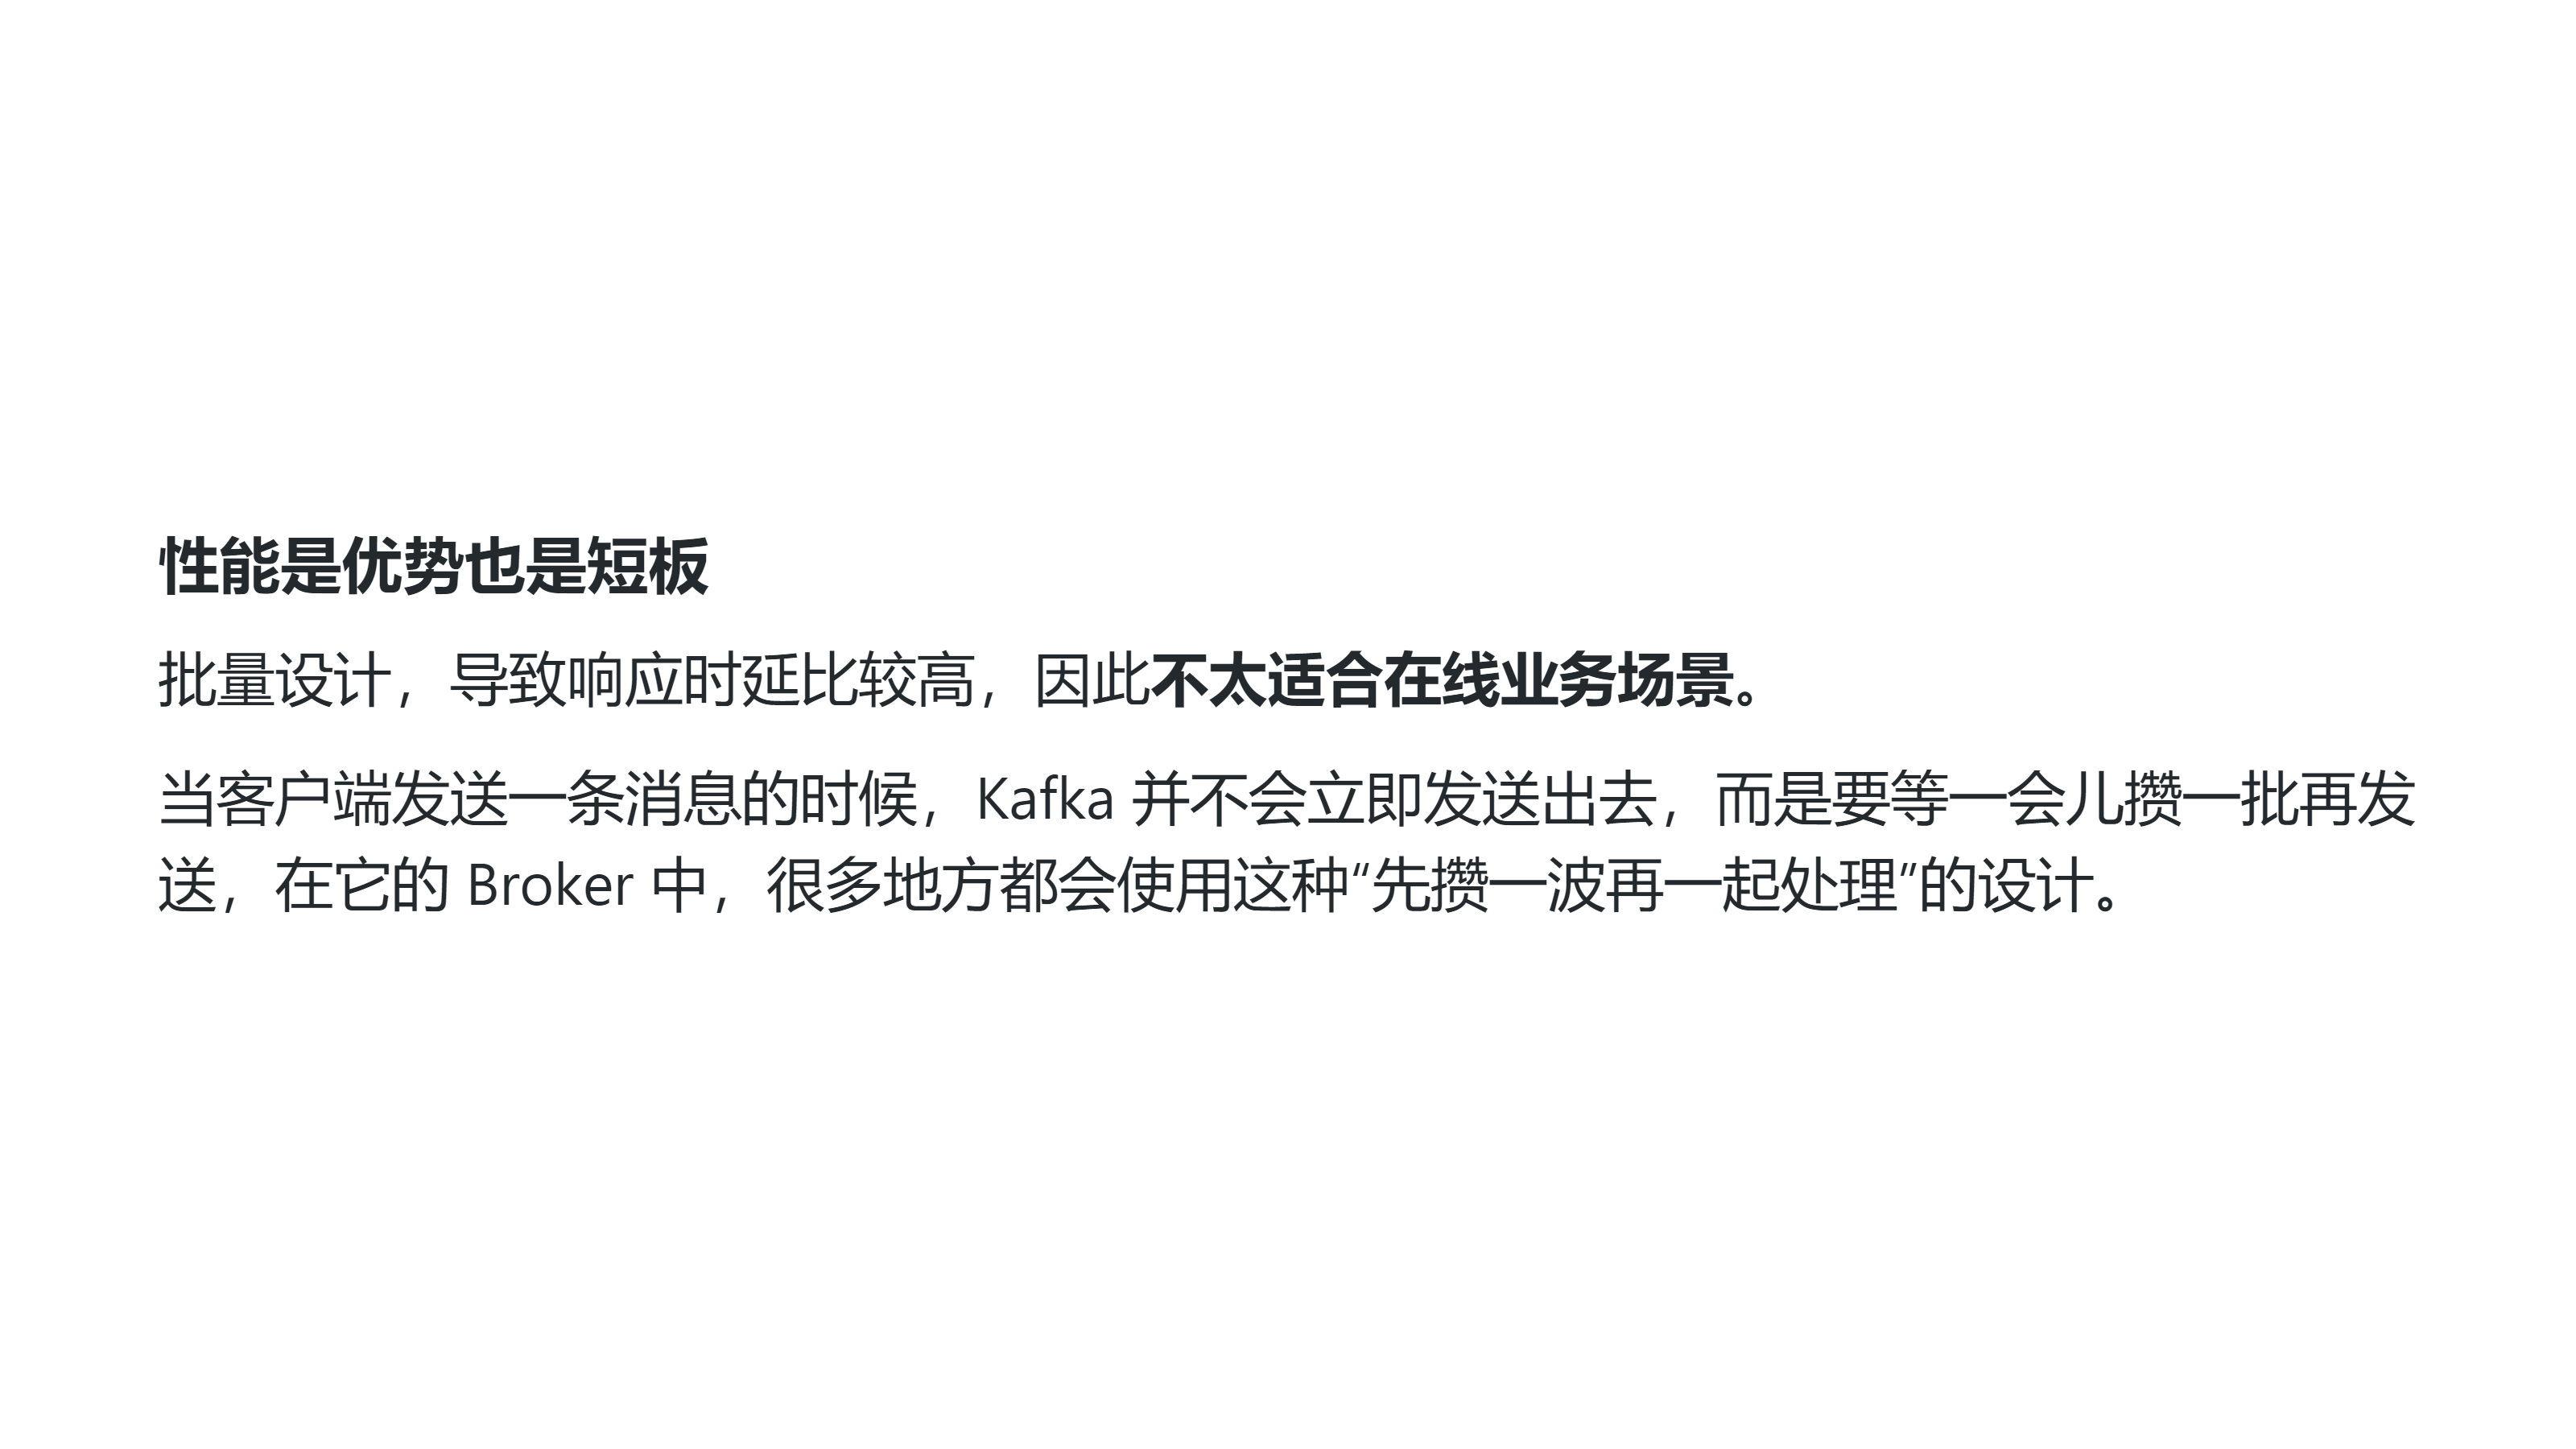 性能是优势也是短板
批量设计，导致响应时延比较高，因此不太适合在线业务场景。
当客户端发送一条消息的时候，Kafka 并不会立即发送出去，而是要等一会儿攒一批再发
送，在它的 Broker 中，很多地方都会使用这种“先攒一波再一起处理”的设计。